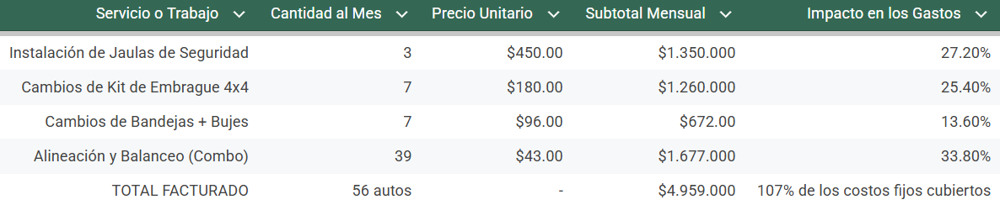 Servicio o Trabajo Cantidad al Mes Precio Unitario Subtotal Mensual Impacto en los Gastos
Instalación de Jaulas de Seguridad 3 $450.00 $1.350.000 27.20%
Cambios de Kit de Embrague 4x4 7 $180.00 $1.260.000 25.40%
Cambios de Bandejas + Bujes 7 $96.00 $672.00 13.60%
Alineación y Balanceo (Combo) 39 $43.00 $1.677.000 33.80%
TOTAL FACTURADO 56 autos - $4.959.000 107% de los costos fijos cubiertos